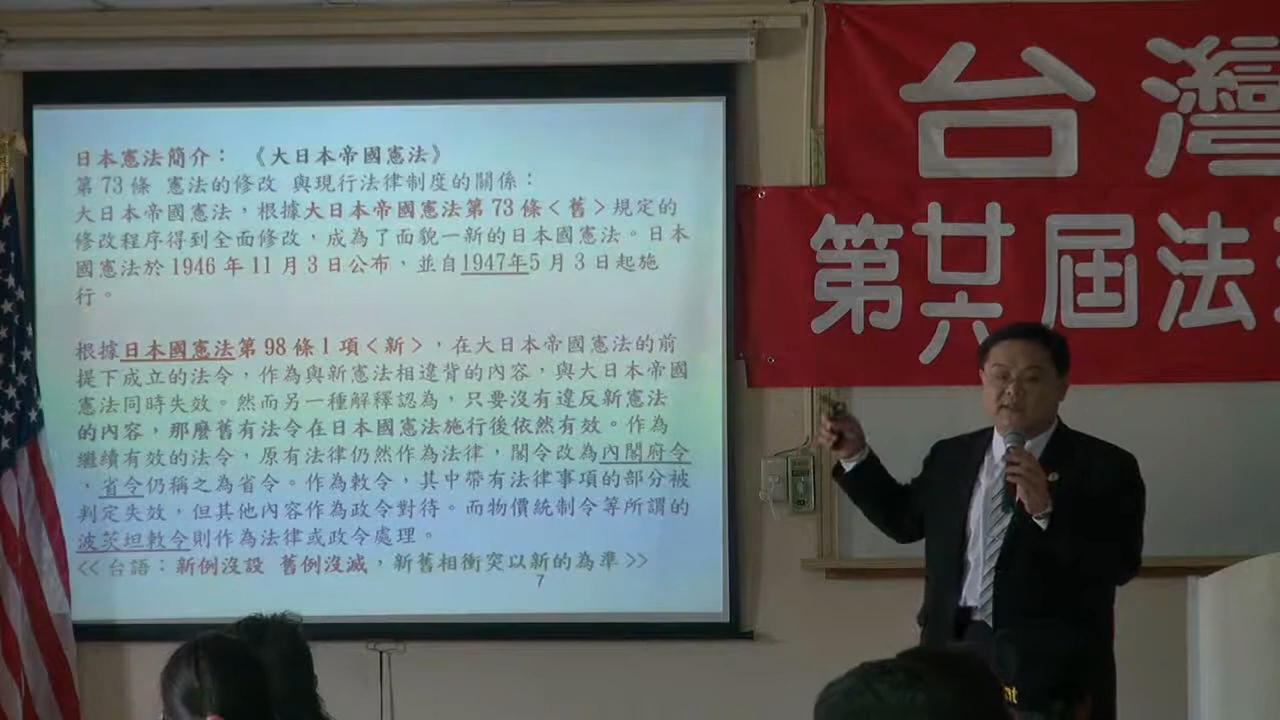 日本憲法簡介： 《大日本帝國憲法》
第 73 條 憲法的修改 與現行法律制度的關係：
大日本帝國憲法，根據大日本帝國憲法第 73 條＜舊＞規定的
修改程序得到全面修改，成為了面貌一新的日本國憲法。日本
國憲法於 1946 年 11 月 3 日公布，並自1947年5 月 3 日起施
行。
根據日本國憲法第 98 條 1 項＜新＞，在大日本帝國憲法的前
提下成立的法令，作為與新憲法相違背的內容，與大日本帝國
憲法同時失效。然而另一種解釋認為，只要沒有違反新憲法
的內容，那麼舊有法令在日本國憲法施行後依然有效。作為
繼續有效的法令，原有法律仍然作為法律，閣令改為內閣府令
，省令仍稱之為省令。作為敕令，其中帶有法律事項的部分被
判定失效，但其他內容作為政令對待。而物價統制令等所謂的
波茨坦敕令則作為法律或政令處理。
<< 台語：新例沒設 舊例沒滅，新舊相衝突以新的為準 >>
7
台灣
第廿六屆法